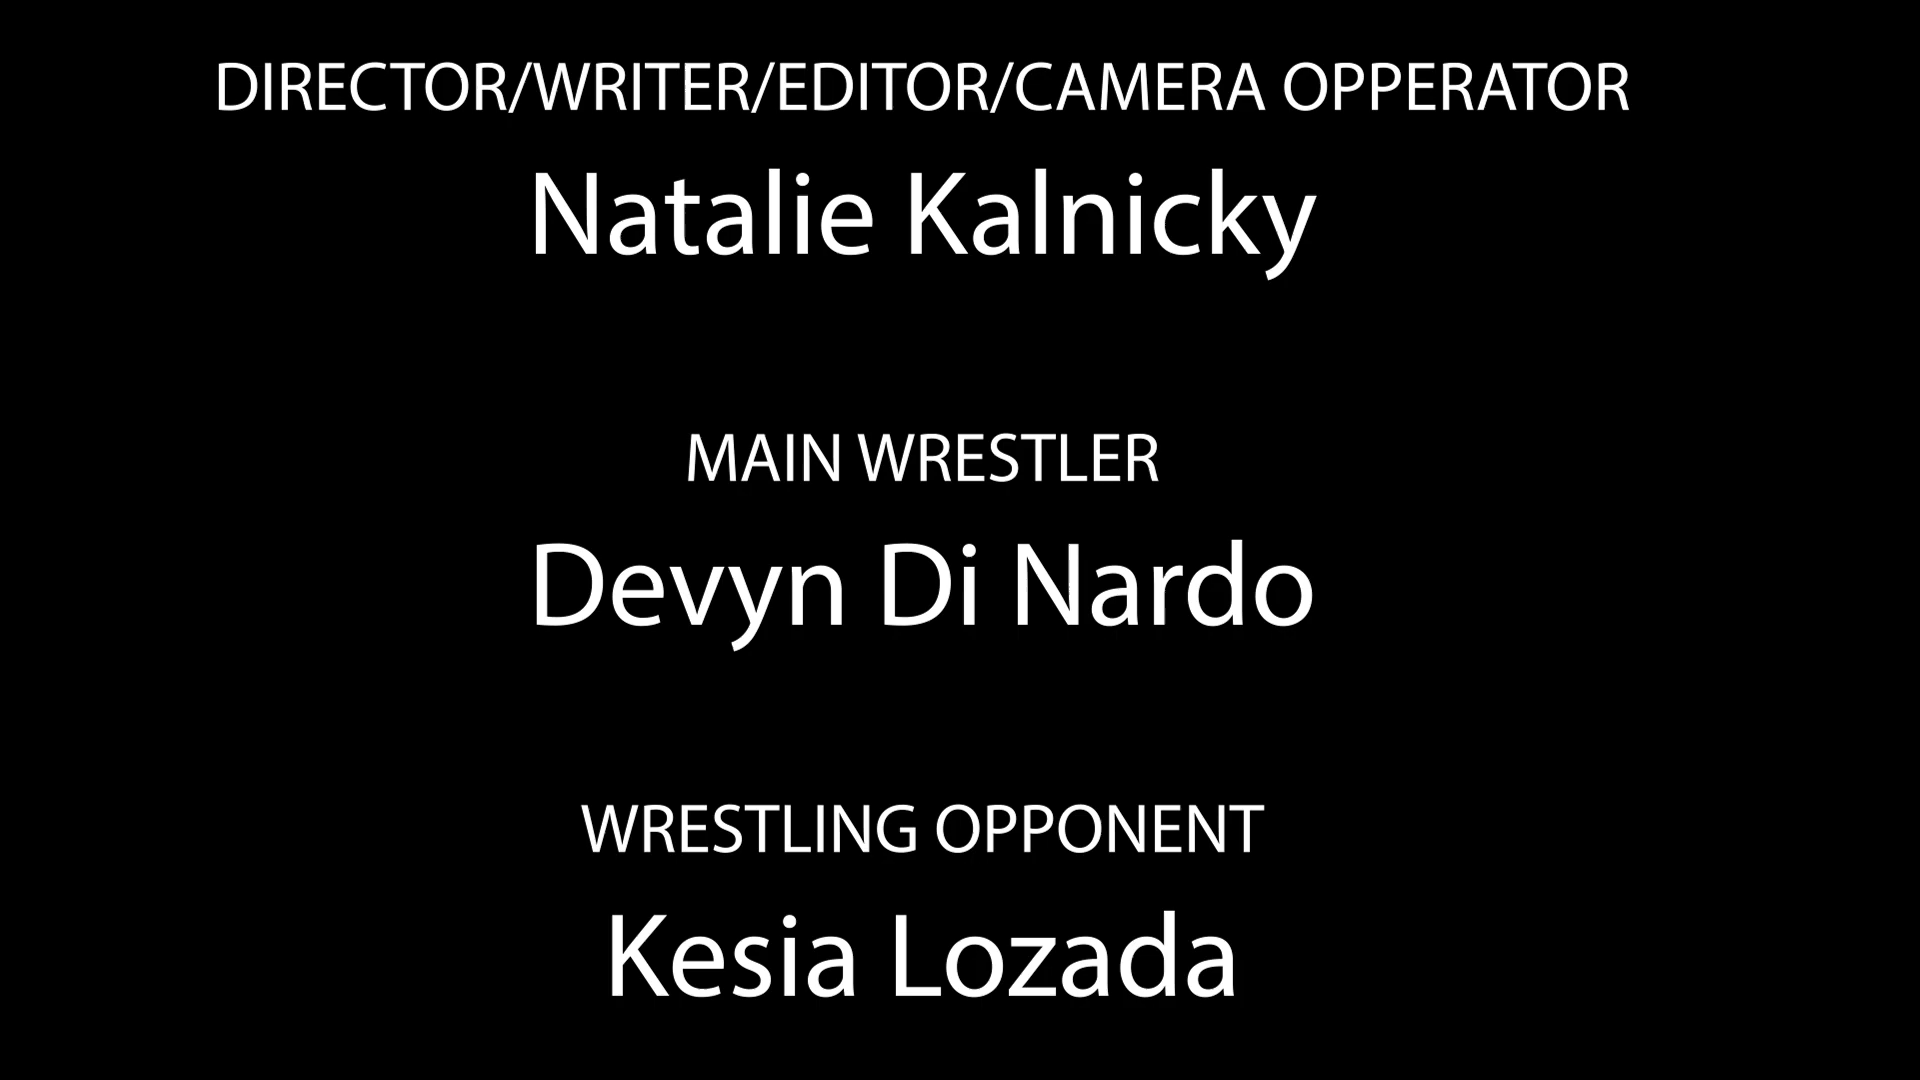 DIRECTOR/WRITER/EDITOR/CAMERA OPPERATOR
Natalie Kalnicky
MAIN WRESTLER
Devyn Di Nardo
WRESTLING OPPONENT
Kesia Lozada